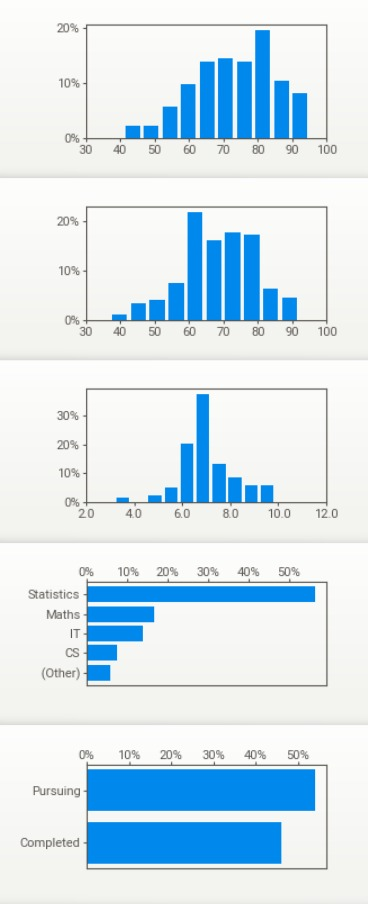 20%
10%
0%
30 40 50 60 70 80 90 100
20%
10%
0%
30 40 50 60 70 80 90 100
30%
20%
10%
0%
2.0 4.0 6.0 8.0 10.0 12.0
0% 10% 20% 30% 40% 50%
Statistics
Maths
IT
CS
(Other)
0% 10% 20% 30% 40% 50%
Pursuing
Completed